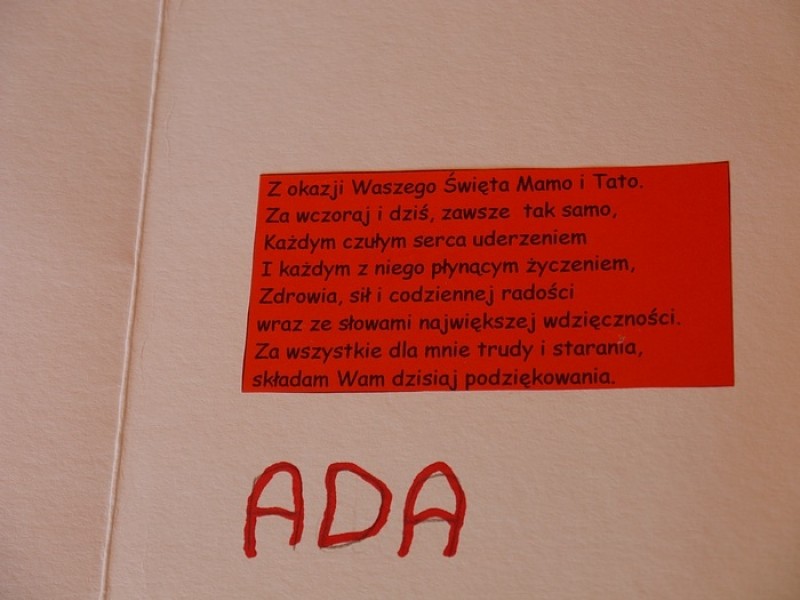 Z okazji Waszego Święta Mamo i Tato.
Za wczoraj i dziś, zawsze tak samo,
Każdym czułym serca uderzeniem
I każdym z niego płynącym życzeniem,
Zdrowia, sił i codziennej radości
wraz ze słowami największej wdzięczności.
Za wszystkie dla mnie trudy i starania,
składam Wam dzisiaj podziękowania.
ADA